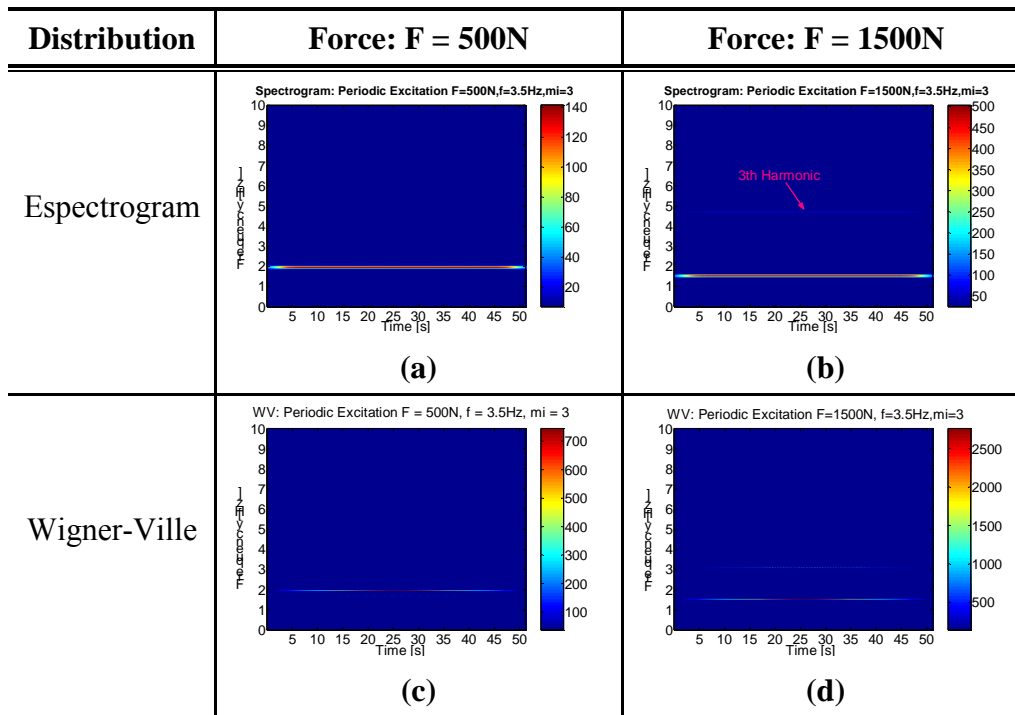 Distribution
Force: F = 500N
Force: F = 1500N
Espectrogram
Spectrogram: Periodic Excitation F=500N,f=3.5Hz,mi=3
10
9
8
7
6
5
4
3
2
1
0
Frequency [Hz]
5 10 15 20 25 30 35 40 45 50
Time [s]
140
120
100
80
60
40
20
(a)
Spectrogram: Periodic Excitation F=1500N,f=3.5Hz,mi=3
10
9
8
7
6
5
4
3
2
1
0
Frequency [Hz]
3th Harmonic
5 10 15 20 25 30 35 40 45 50
Time [s]
500
450
400
350
300
250
200
150
100
50
(b)
Wigner-Ville
WV: Periodic Excitation F = 500N, f = 3.5Hz, mi = 3
10
9
8
7
6
5
4
3
2
1
0
Frequency [Hz]
5 10 15 20 25 30 35 40 45 50
Time [s]
700
600
500
400
300
200
100
(c)
WV: Periodic Excitation F=1500N, f=3.5Hz,mi=3
10
9
8
7
6
5
4
3
2
1
0
Frequency [Hz]
5 10 15 20 25 30 35 40 45 50
Time [s]
2500
2000
1500
1000
500
(d)